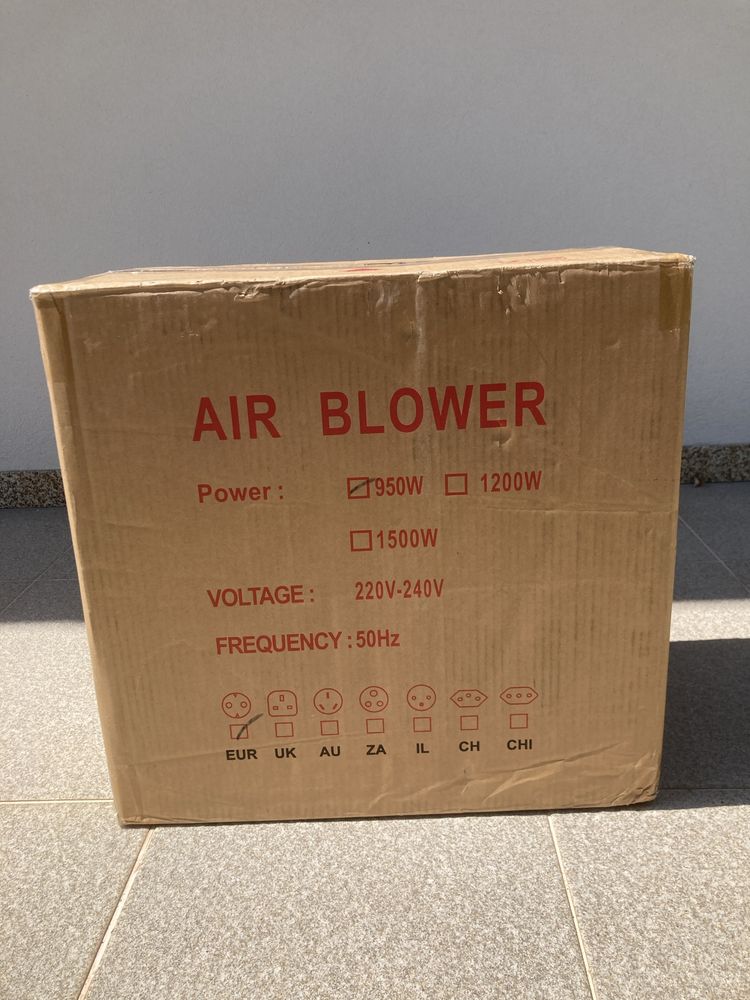 AIR BLOWER
Power : 950W 1200W
1500W
VOLTAGE : 220V-240V
FREQUENCY : 50Hz
EUR UK AU ZA IL CH CHI